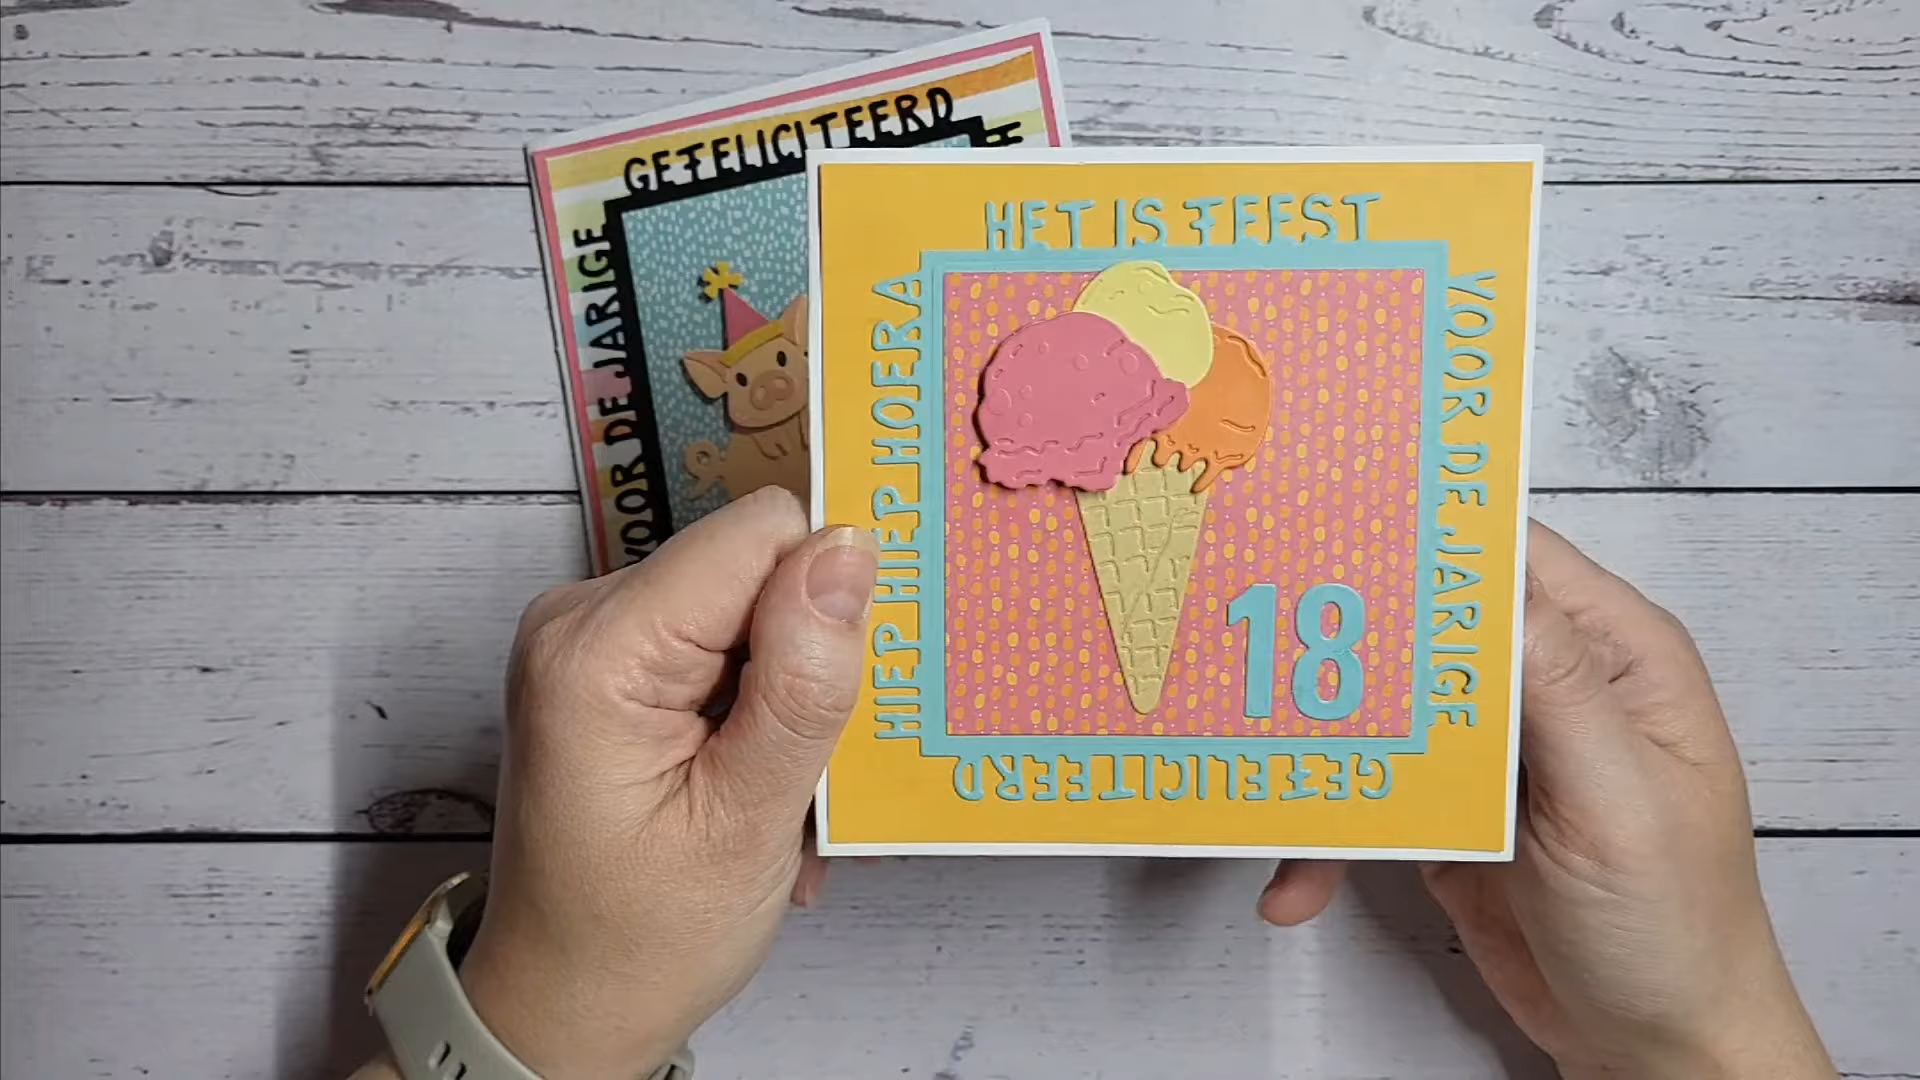 GEFELICITEERD
H
VOOR DE JARIGE
HET IS FEEST
VOOR DE JARIGE
GEFELICITEERD
HIEP HIEP HOERA
18